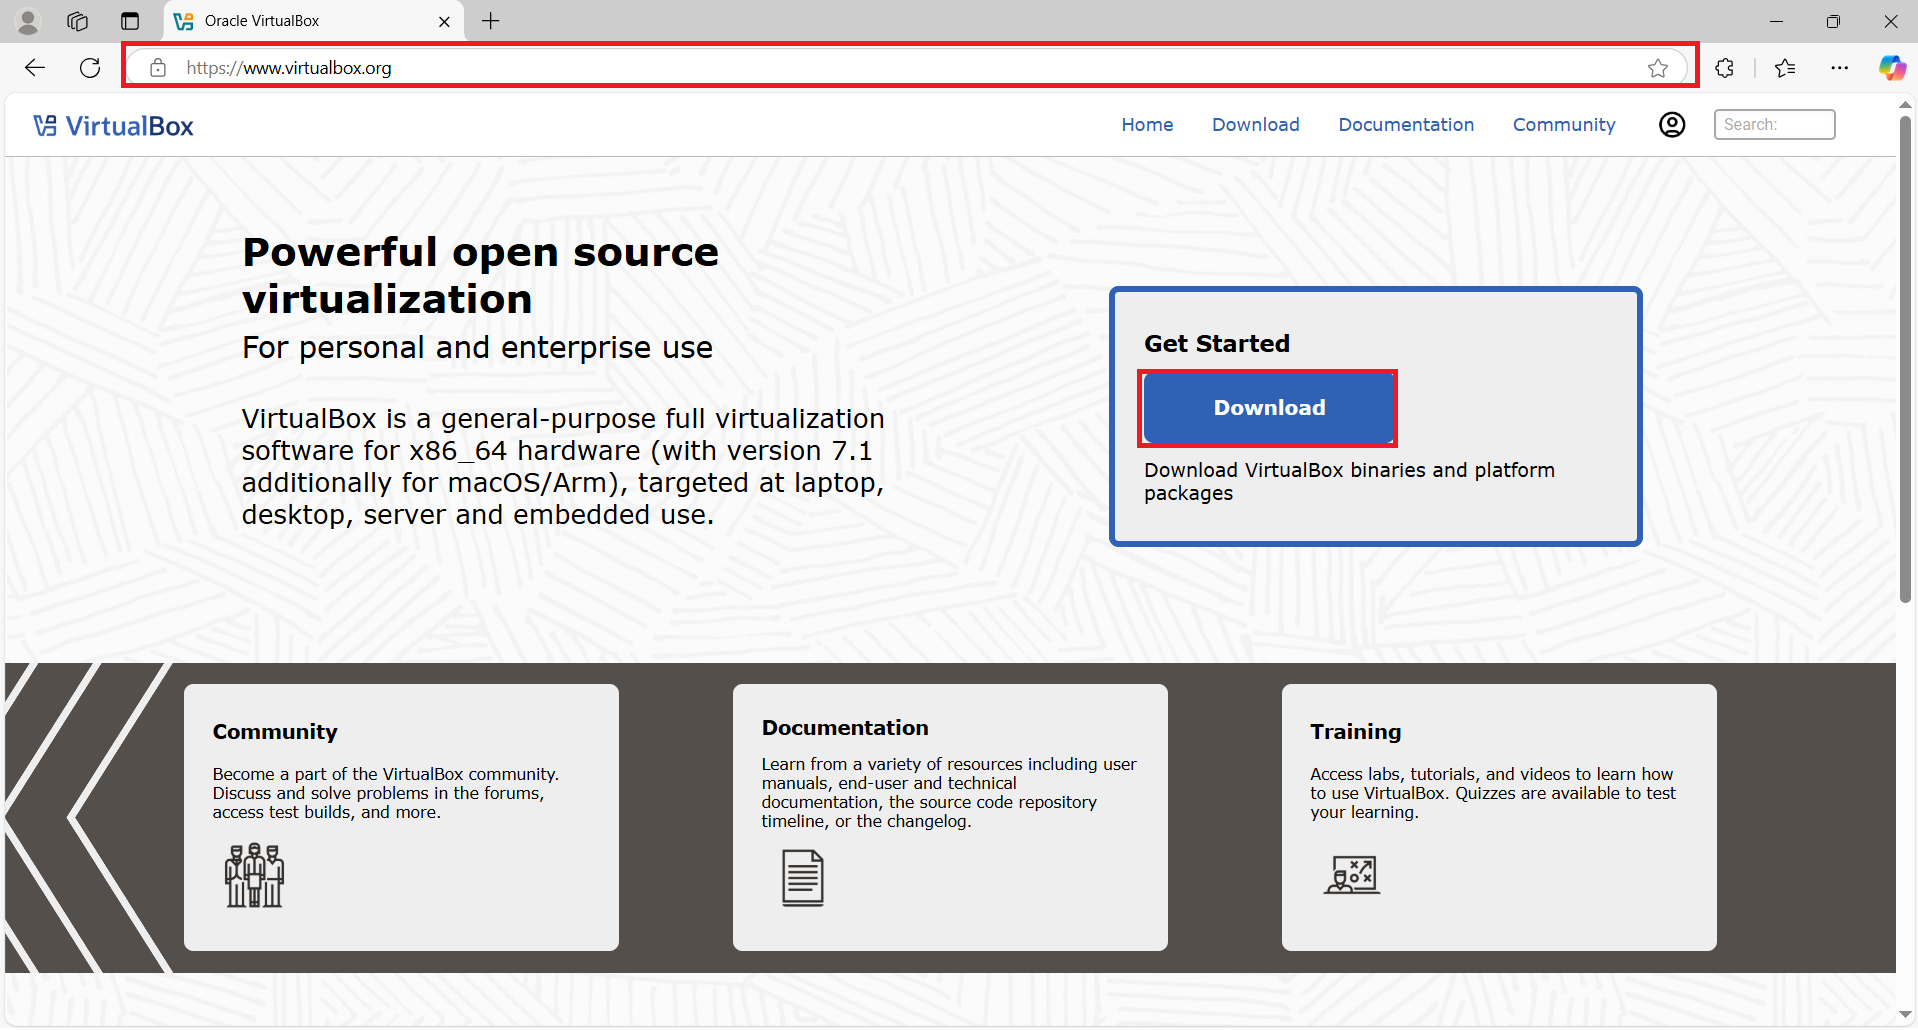 Oracle VirtualBox
https://www.virtualbox.org
VirtualBox
Home Download Documentation Community
Search:
Powerful open source
virtualization
For personal and enterprise use
VirtualBox is a general-purpose full virtualization
software for x86_64 hardware (with version 7.1
additionally for macOS/Arm), targeted at laptop,
desktop, server and embedded use.
Get Started
Download
Download VirtualBox binaries and platform
packages
Community
Become a part of the VirtualBox community.
Discuss and solve problems in the forums,
access test builds, and more.
Documentation
Learn from a variety of resources including user
manuals, end-user and technical
documentation, the source code repository
timeline, or the changelog.
Training
Access labs, tutorials, and videos to learn how
to use VirtualBox. Quizzes are available to test
your learning.